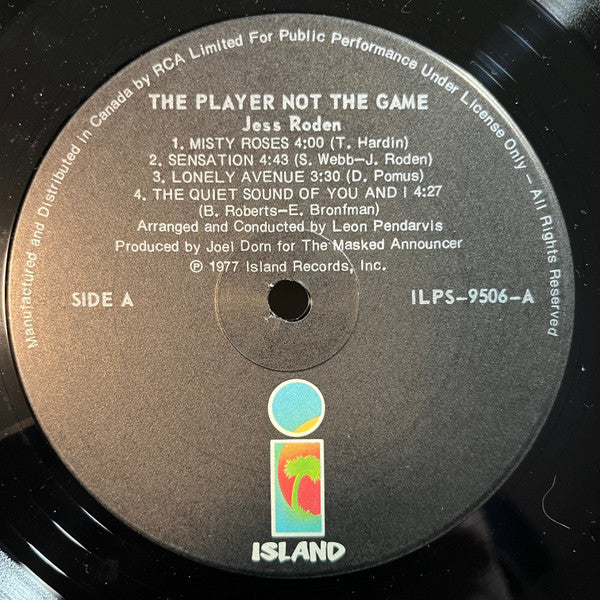 Manufactured and Distributed in Canada by RCA Limited For Public Performance Under License Only – All Rights Reserved
THE PLAYER NOT THE GAME
Jess Roden
1. MISTY ROSES 4:00 (T. Hardin)
2. SENSATION 4:43 (S. Webb–J. Roden)
3. LONELY AVENUE 3:30 (D. Pomus)
4. THE QUIET SOUND OF YOU AND I 4:27
(B. Roberts–E. Bronfman)
Arranged and Conducted by Leon Pendarvis
Produced by Joel Dorn for The Masked Announcer
℗ 1977 Island Records, Inc.
SIDE A
ILPS-9506-A
ISLAND